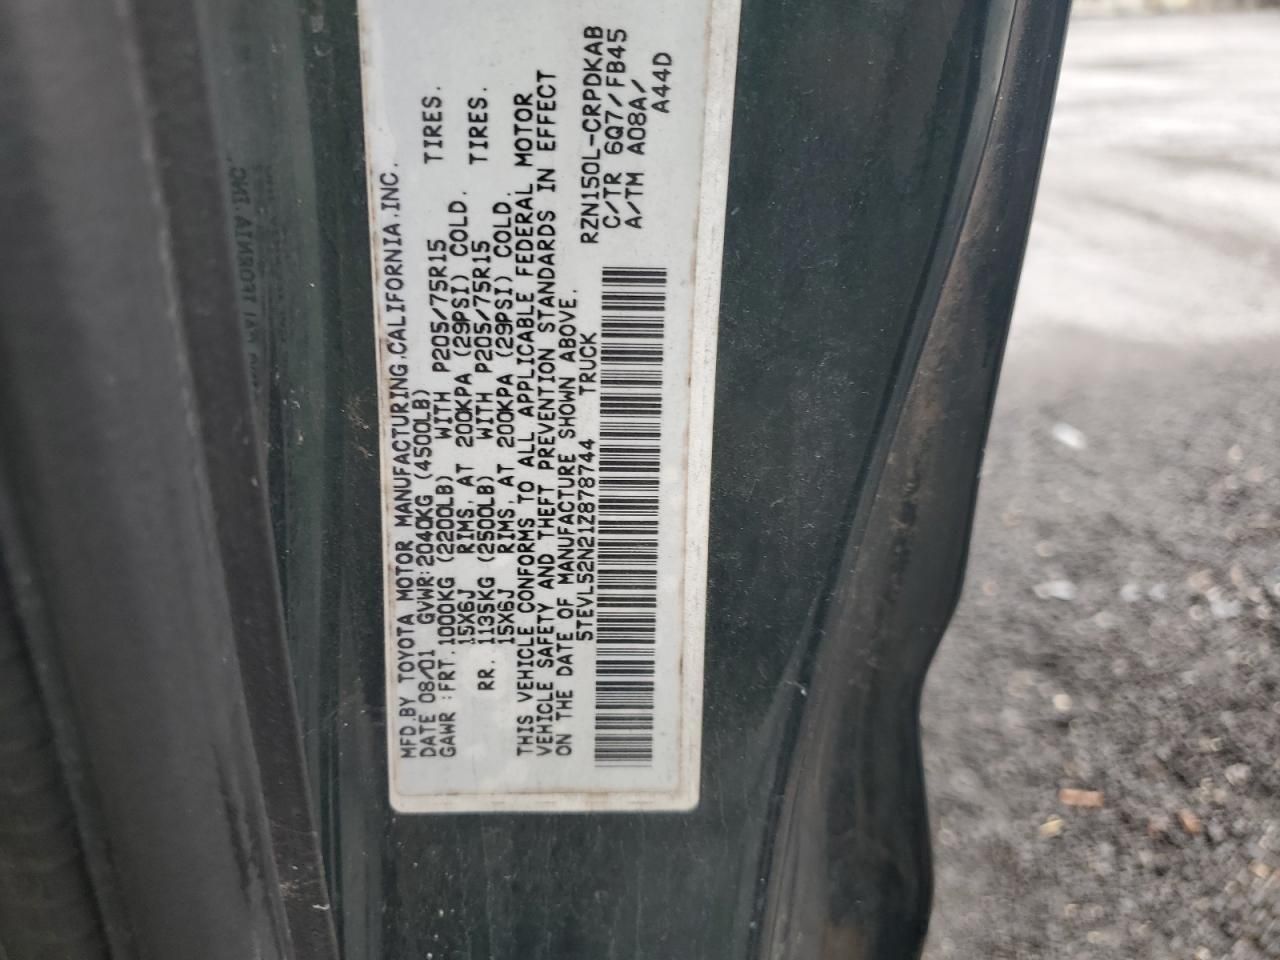 MFD.BY TOYOTA MOTOR MANUFACTURING,CALIFORNIA,INC.
DATE 08/01 GVWR:2040KG (4500LB)
GAWR :FRT.1000KG (2200LB) WITH P205/75R15 TIRES.
15X6J RIMS, AT 200KPA (29PSI) COLD.
RR. 1135KG (2500LB) WITH P205/75R15 TIRES.
15X6J RIMS, AT 200KPA (29PSI) COLD.
THIS VEHICLE CONFORMS TO ALL APPLICABLE FEDERAL MOTOR
VEHICLE SAFETY AND THEFT PREVENTION STANDARDS IN EFFECT
ON THE DATE OF MANUFACTURE SHOWN ABOVE.
5TEVL52N21Z878744 TRUCK
RZN150L-CRPDKAB
C/TR 6Q7/FB45
A/TM A08A/
A44D